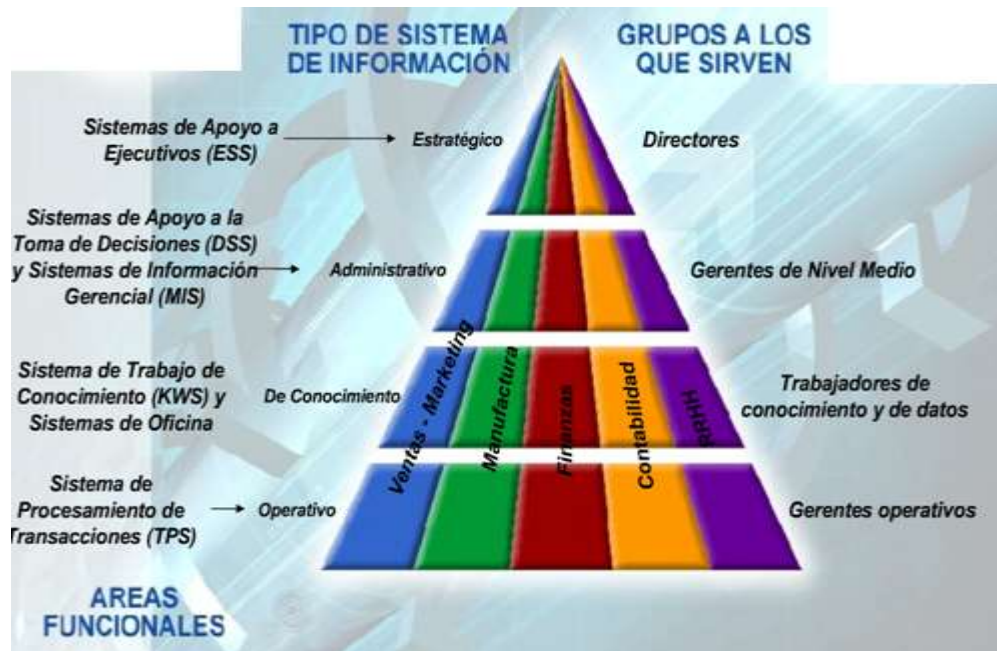 TIPO DE SISTEMA
DE INFORMACIÓN
GRUPOS A LOS
QUE SIRVEN
Sistemas de Apoyo a
Ejecutivos (ESS)
Estratégico
Directores
Sistemas de Apoyo a la
Toma de Decisiones (DSS)
y Sistemas de Información
Gerencial (MIS)
Administrativo
Gerentes de Nivel Medio
Sistema de Trabajo de
Conocimiento (KWS) y
Sistemas de Oficina
De Conocimiento
Trabajadores de
conocimiento y de datos
Ventas - Marketing
Manufactura
Finanzas
Contabilidad
RRHH
Sistema de
Procesamiento de
Transacciones (TPS)
Operativo
Gerentes operativos
AREAS
FUNCIONALES